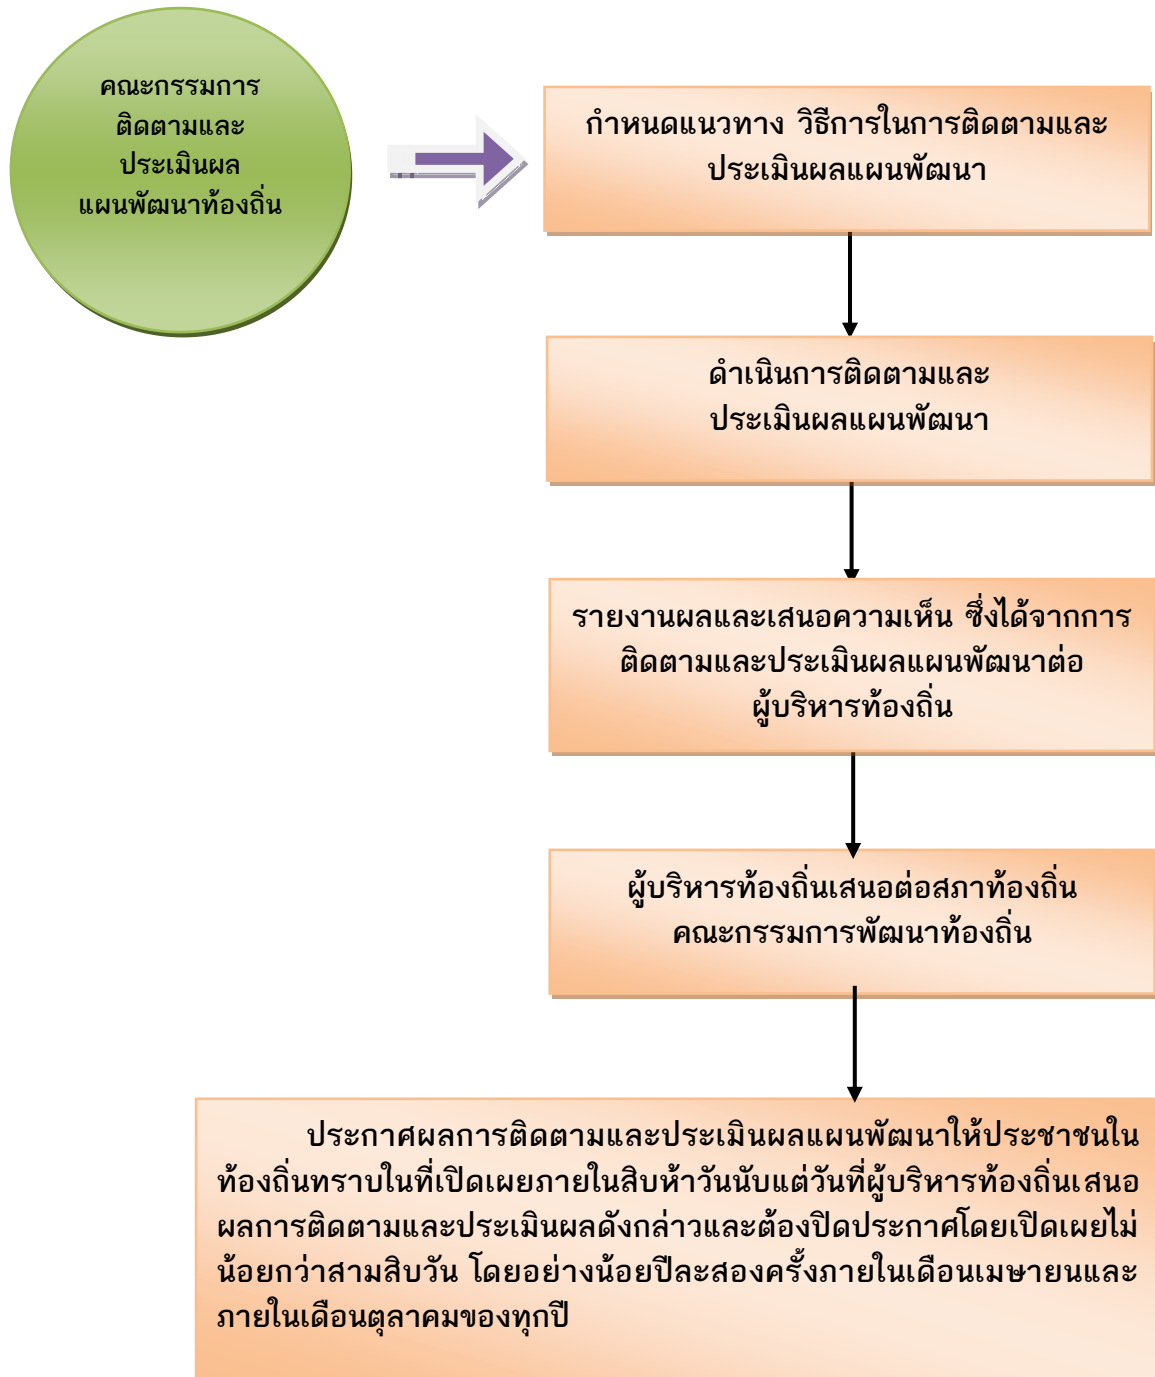 คณะกรรมการ
ติดตามและ
ประเมินผล
แผนพัฒนาท้องถิ่น
กำหนดแนวทาง วิธีการในการติดตามและ
ประเมินผลแผนพัฒนา
ดำเนินการติดตามและ
ประเมินผลแผนพัฒนา
รายงานผลและเสนอความเห็น ซึ่งได้จากการ
ติดตามและประเมินผลแผนพัฒนาต่อ
ผู้บริหารท้องถิ่น
ผู้บริหารท้องถิ่นเสนอต่อสภาท้องถิ่น
คณะกรรมการพัฒนาท้องถิ่น
ประกาศผลการติดตามและประเมินผลแผนพัฒนาให้ประชาชนใน
ท้องถิ่นทราบในที่เปิดเผยภายในสิบห้าวันนับแต่วันที่ผู้บริหารท้องถิ่นเสนอ
ผลการติดตามและประเมินผลดังกล่าวและต้องปิดประกาศโดยเปิดเผยไม่
น้อยกว่าสามสิบวัน โดยอย่างน้อยปีละสองครั้งภายในเดือนเมษายนและ
ภายในเดือนตุลาคมของทุกปี